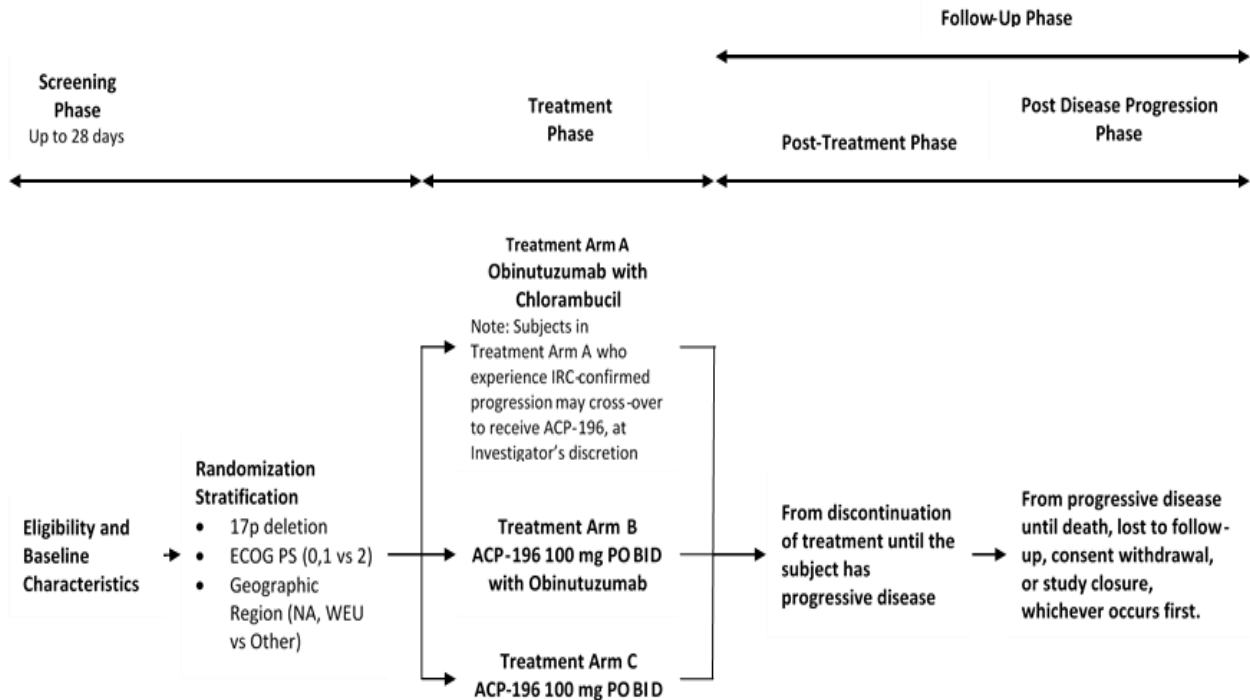 Follow-Up Phase
Screening
Phase
Up to 28 days
Treatment
Phase
Post-Treatment Phase
Post Disease Progression
Phase
Treatment Arm A
Obinutuzumab with
Chlorambucil
Note: Subjects in
Treatment Arm A who
experience IRC-confirmed
progression may cross-over
to receive ACP-196, at
Investigator's discretion
Eligibility and
Baseline
Characteristics
Randomization
Stratification
• 17p deletion
• ECOG PS (0,1 vs 2)
• Geographic
Region (NA, WEU
vs Other)
Treatment Arm B
ACP-196 100 mg PO BID
with Obinutuzumab
Treatment Arm C
ACP-196 100 mg PO BID
From discontinuation
of treatment until the
subject has
progressive disease
From progressive disease
until death, lost to follow-
up, consent withdrawal,
or study closure,
whichever occurs first.